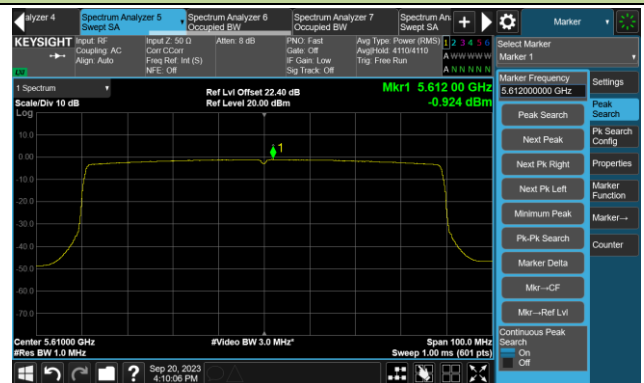 alyzer 4
Spectrum Analyzer 5
Swept SA
Spectrum Analyzer 6
Occupied BW
Spectrum Analyzer 7
Occupied BW
Spectrum An
Swept SA
Marker
KEYSIGHT
Input: RF
Coupling: AC
Align: Auto
Input Z: 50 Ω
Corr CCorr
Freq Ref: Int (S)
NFE: Off
Atten: 8 dB
PNO: Fast
Gate: Off
IF Gain: Low
Sig Track: Off
Avg Type: Power (RMS)
Avg|Hold: 4110/4110
Trig: Free Run
1 2 3 4 5 6
A W W W W W
A N N N N N
Select Marker
Marker 1
1 Spectrum
Scale/Div 10 dB
Log
Ref Lvl Offset 22.40 dB
Ref Level 20.00 dBm
Mkr1 5.612 00 GHz
-0.924 dBm
Marker Frequency
5.612000000 GHz
Settings
Peak Search
Next Peak
Next Pk Right
Next Pk Left
Minimum Peak
Pk-Pk Search
Marker Delta
Mkr→CF
Mkr→Ref Lvl
Continuous Peak
Search
On
Off
Peak
Search
Pk Search
Config
Properties
Marker
Function
Marker→
Counter
10.0
0.00
-10.0
-20.0
-30.0
-40.0
-50.0
-60.0
-70.0
1
Center 5.61000 GHz
#Res BW 1.0 MHz
#Video BW 3.0 MHz*
Span 100.0 MHz
Sweep 1.00 ms (601 pts)
?
Sep 20, 2023
4:10:06 PM